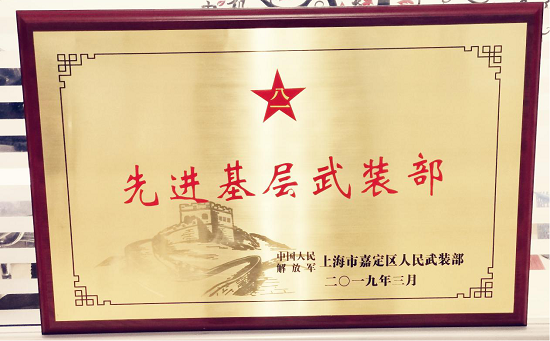 八一
先进基层武装部
中国人民
解放军
上海市嘉定区人民武装部
二〇一九年三月